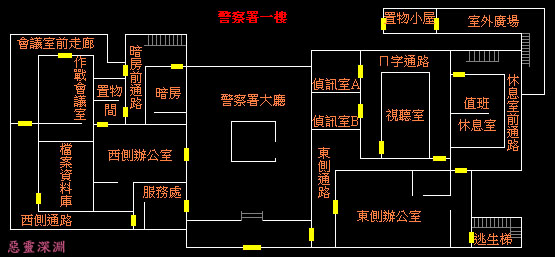 警察署一樓
置物小屋
室外廣場
會議室前走廊
作戰會議室
暗房前通路
置物間
暗房
警察署大廳
ㄇ字通路
偵訊室A
偵訊室B
視聽室
值班休息室
休息室前通路
檔案資料庫
西側辦公室
服務處
西側通路
東側通路
東側辦公室
逃生梯
惡靈深淵